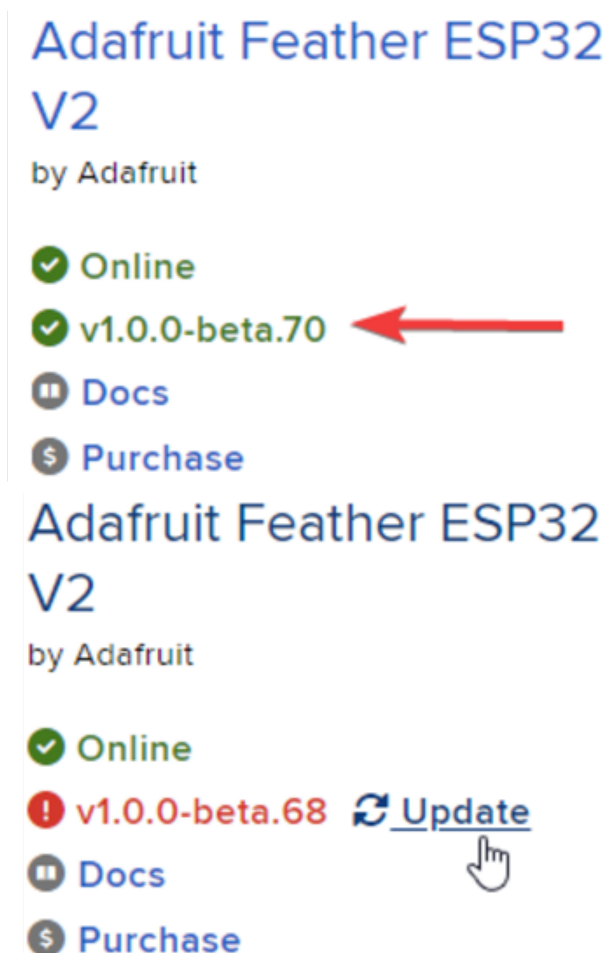 Adafruit Feather ESP32
V2
by Adafruit
Online
v1.0.0-beta.70
Docs
$ Purchase
Adafruit Feather ESP32
V2
by Adafruit
Online
! v1.0.0-beta.68 Update
Docs
$ Purchase